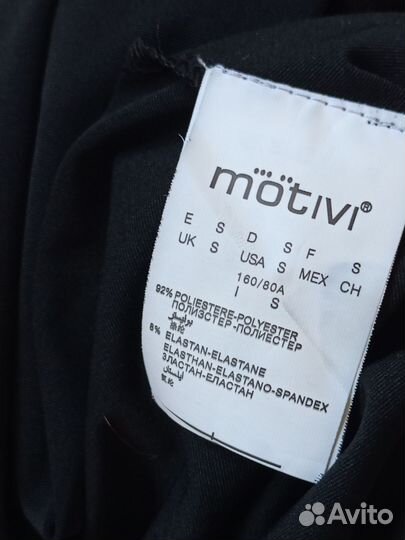 mötivi®
E S D S F S
UK S USA S MEX CH
160/80A
I S
92% POLIESTERE-POLYESTER
ПОЛИЭСТЕР-ПОЛИЕСТЕР
بوليستر
8% ELASTAN-ELASTANE
ELASTHAN-ELASTANO-SPANDEX
ЭЛАСТАН-ЕЛАСТАН
Avito